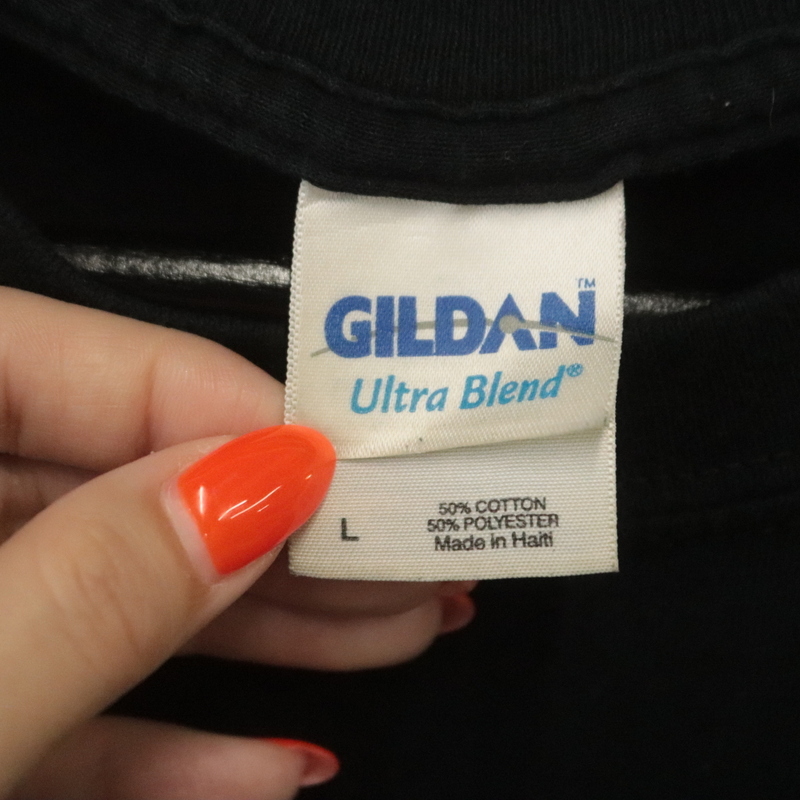 GILDAN™
Ultra Blend®
L
50% COTTON
50% POLYESTER
Made in Haiti